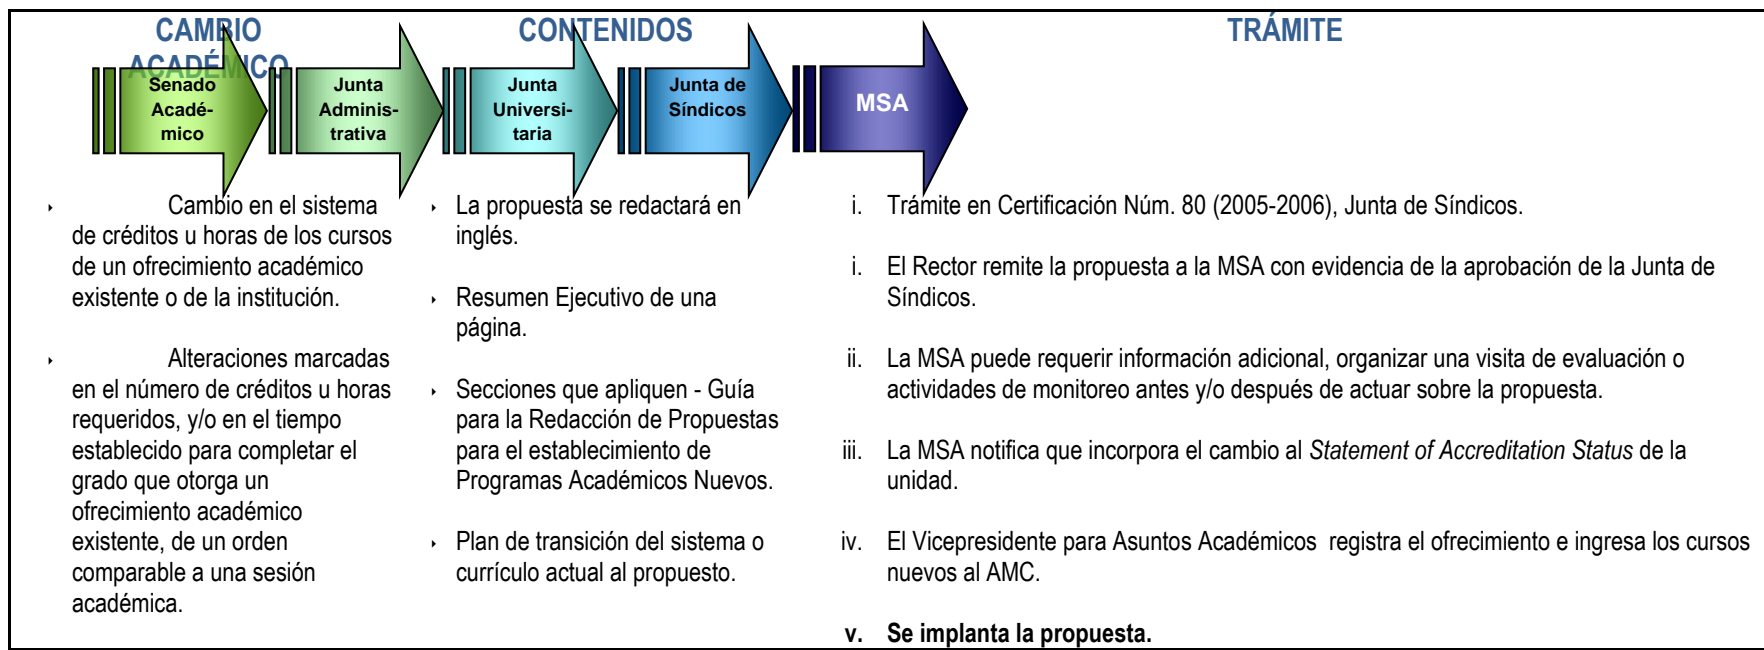 CAMBIO
ACADÉMICO
CONTENIDOS
TRÁMITE
Senado
Acadé-
mico
Junta
Adminis-
trativa
Junta
Universi-
taria
Junta de
Síndicos
MSA
‣ Cambio en el sistema
de créditos u horas de los cursos
de un ofrecimiento académico
existente o de la institución.
‣ Alteraciones marcadas
en el número de créditos u horas
requeridos, y/o en el tiempo
establecido para completar el
grado que otorga un
ofrecimiento académico
existente, de un orden
comparable a una sesión
académica.
‣ La propuesta se redactará en
inglés.
‣ Resumen Ejecutivo de una
página.
‣ Secciones que apliquen - Guía
para la Redacción de Propuestas
para el establecimiento de
Programas Académicos Nuevos.
‣ Plan de transición del sistema o
currículo actual al propuesto.
i. Trámite en Certificación Núm. 80 (2005-2006), Junta de Síndicos.
i. El Rector remite la propuesta a la MSA con evidencia de la aprobación de la Junta de
Síndicos.
ii. La MSA puede requerir información adicional, organizar una visita de evaluación o
actividades de monitoreo antes y/o después de actuar sobre la propuesta.
iii. La MSA notifica que incorpora el cambio al Statement of Accreditation Status de la
unidad.
iv. El Vicepresidente para Asuntos Académicos registra el ofrecimiento e ingresa los cursos
nuevos al AMC.
v. Se implanta la propuesta.